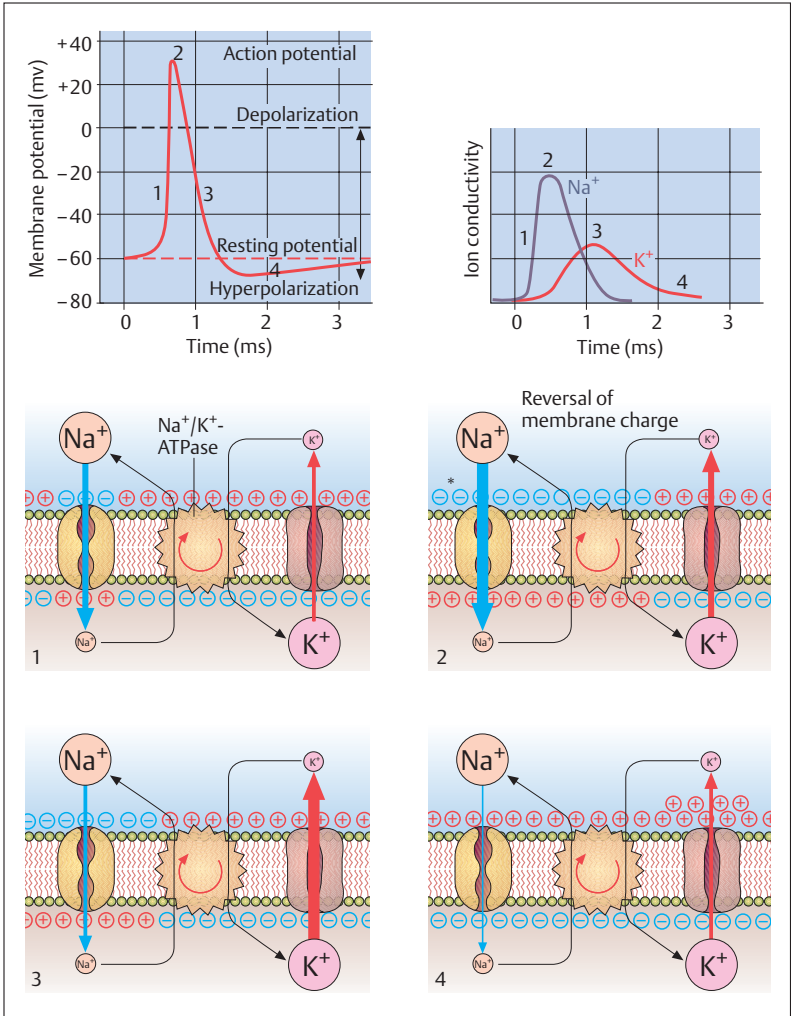 Membrane potential (mv)
+40
+20
0
−20
−40
−60
−80
Action potential
Depolarization
Resting potential
Hyperpolarization
1
2
3
4
0 1 2 3
Time (ms)
Ion conductivity
1
2
Na+
3
K+
4
0 1 2 3
Time (ms)
Na+
Na+/K+-
ATPase
K+
Na+
K+
1
Reversal of
membrane charge
Na+
K+
*
Na+
K+
2
Na+
K+
Na+
K+
3
Na+
K+
Na+
K+
4